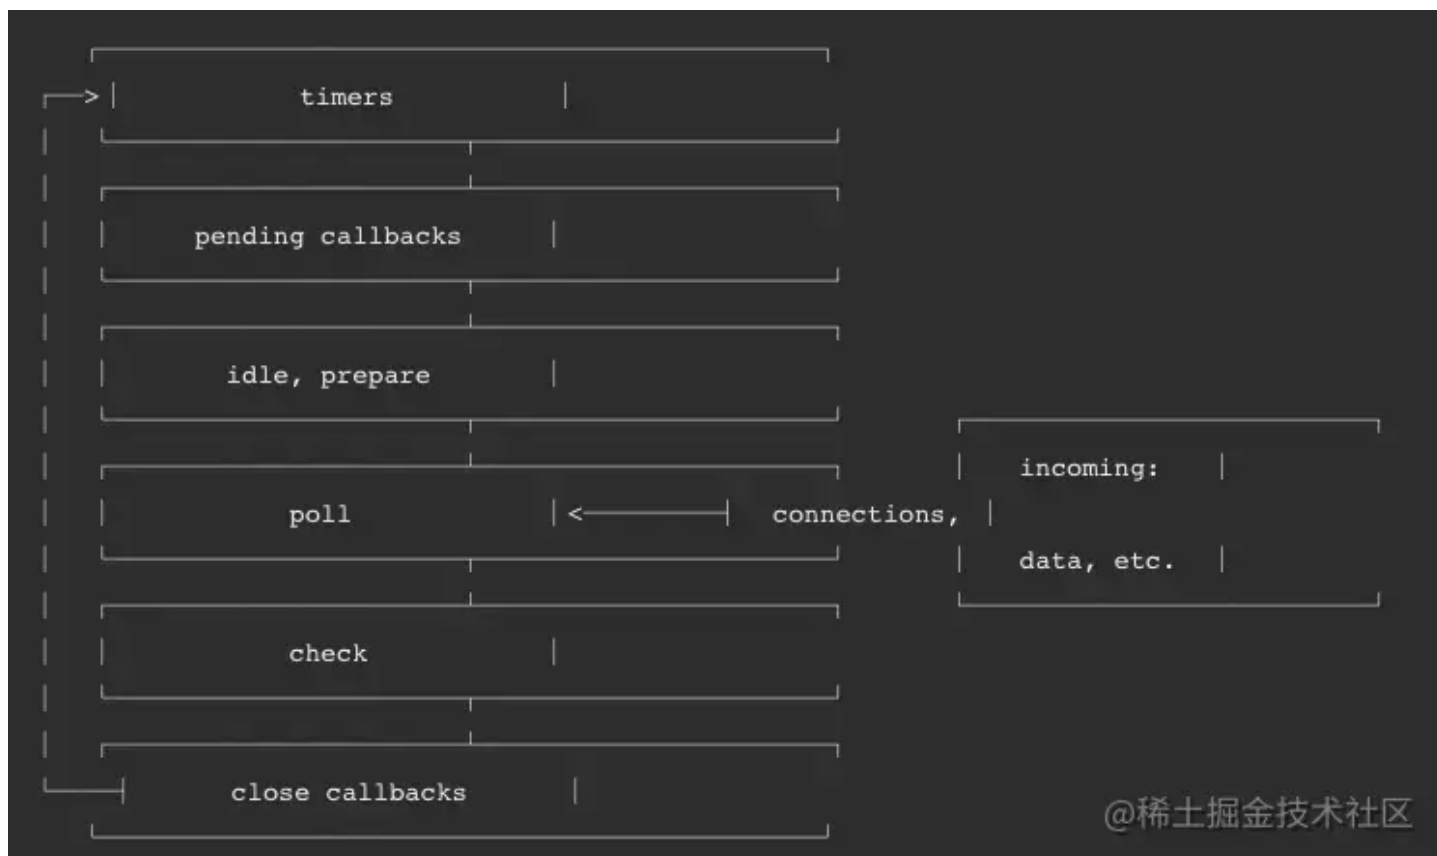 timers
pending callbacks
idle, prepare
incoming:
poll
connections,
data, etc.
check
close callbacks
@稀土掘金技术社区